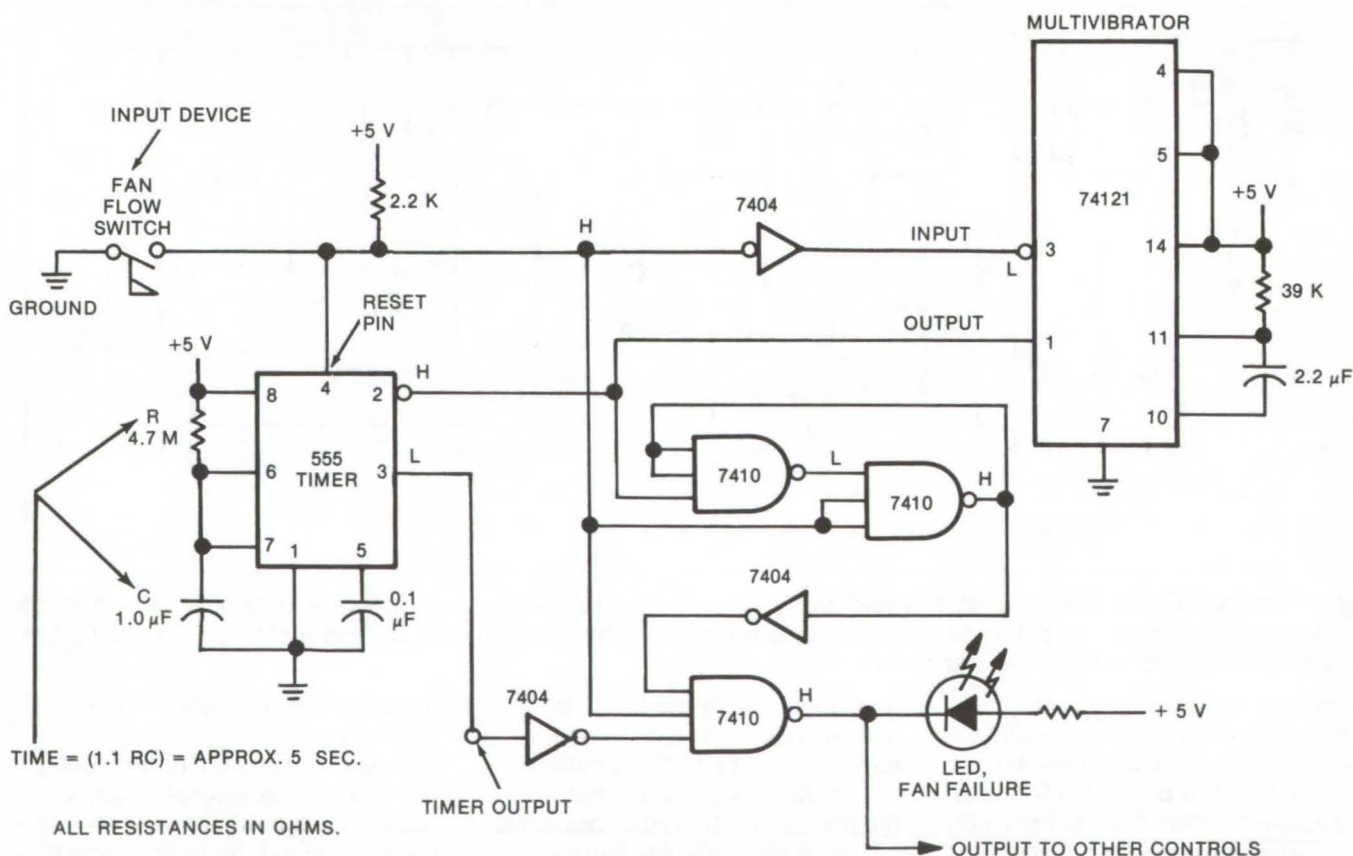 MULTIVIBRATOR
INPUT DEVICE
FAN
FLOW
SWITCH
GROUND
+5 V
2.2 K
H
7404
INPUT
3
L
4
5
74121
14
+5 V
39 K
11
2.2 µF
10
7
OUTPUT
1
RESET
PIN
+5 V
8
4
2
H
R
4.7 M
6
555
TIMER
3
L
7
1
5
C
1.0 µF
0.1
µF
7410
L
7410
H
7404
7404
7410
H
+ 5 V
LED,
FAN FAILURE
TIME = (1.1 RC) = APPROX. 5 SEC.
TIMER OUTPUT
ALL RESISTANCES IN OHMS.
OUTPUT TO OTHER CONTROLS